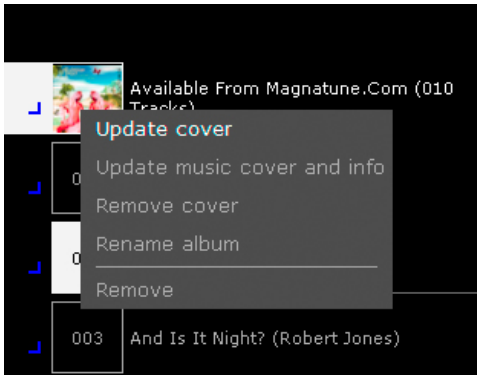 Available From Magnatune.Com (010
Tracks)
Update cover
Update music cover and info
Remove cover
Rename album
Remove
003 And Is It Night? (Robert Jones)